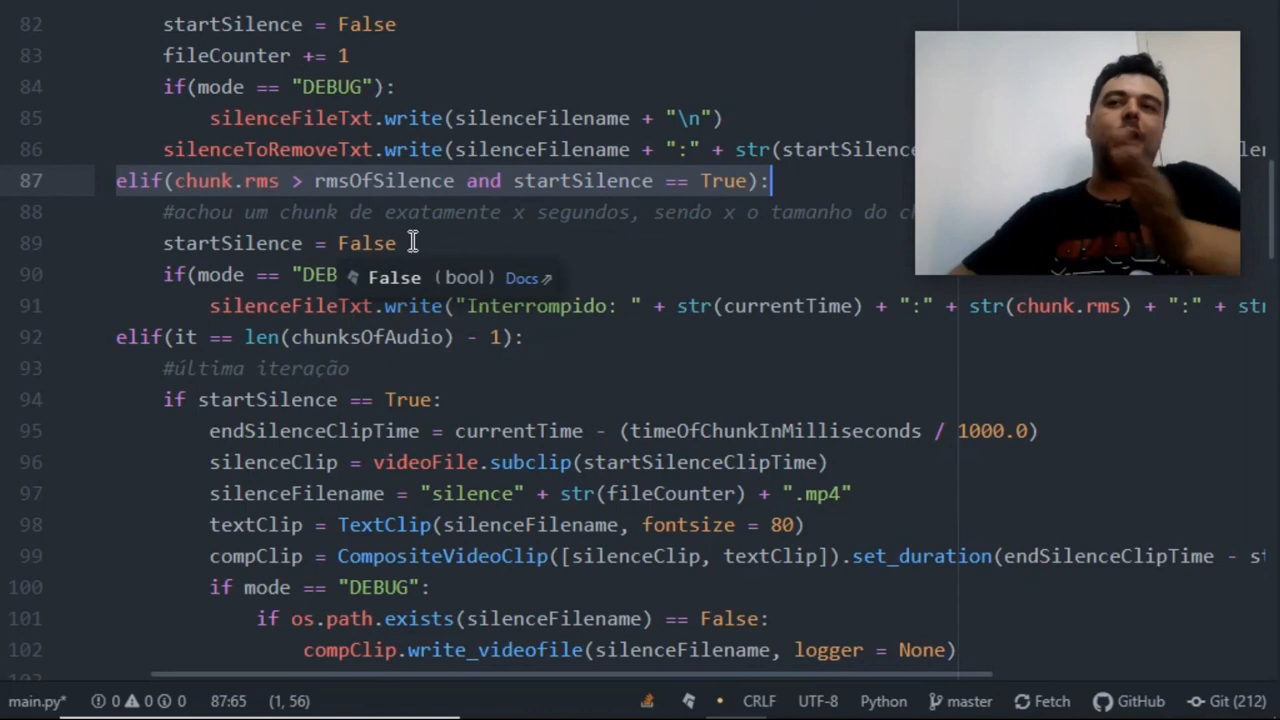 82 startSilence = False
83 fileCounter += 1
84 if(mode == "DEBUG"):
85 silenceFileTxt.write(silenceFilename + "\n")
86 silenceToRemoveTxt.write(silenceFilename + ":" + str(startSilence
87 elif(chunk.rms > rmsOfSilence and startSilence == True):
88 #achou um chunk de exatamente x segundos, sendo x o tamanho do
89 startSilence = False
90 if(mode == "DEB
False (bool) Docs
91 silenceFileTxt.write("Interrompido: " + str(currentTime) + ":" + str(chunk.rms) + ":" + str
92 elif(it == len(chunksOfAudio) - 1):
93 #última iteração
94 if startSilence == True:
95 endSilenceClipTime = currentTime - (timeOfChunkInMilliseconds / 1000.0)
96 silenceClip = videoFile.subclip(startSilenceClipTime)
97 silenceFilename = "silence" + str(fileCounter) + ".mp4"
98 textClip = TextClip(silenceFilename, fontsize = 80)
99 compClip = CompositeVideoClip([silenceClip, textClip]).set_duration(endSilenceClipTime - st
100 if mode == "DEBUG":
101 if os.path.exists(silenceFilename) == False:
102 compClip.write_videofile(silenceFilename, logger = None)
main.py* 0 0 0 87:65 (1, 56) CRLF UTF-8 Python master Fetch GitHub Git (212)